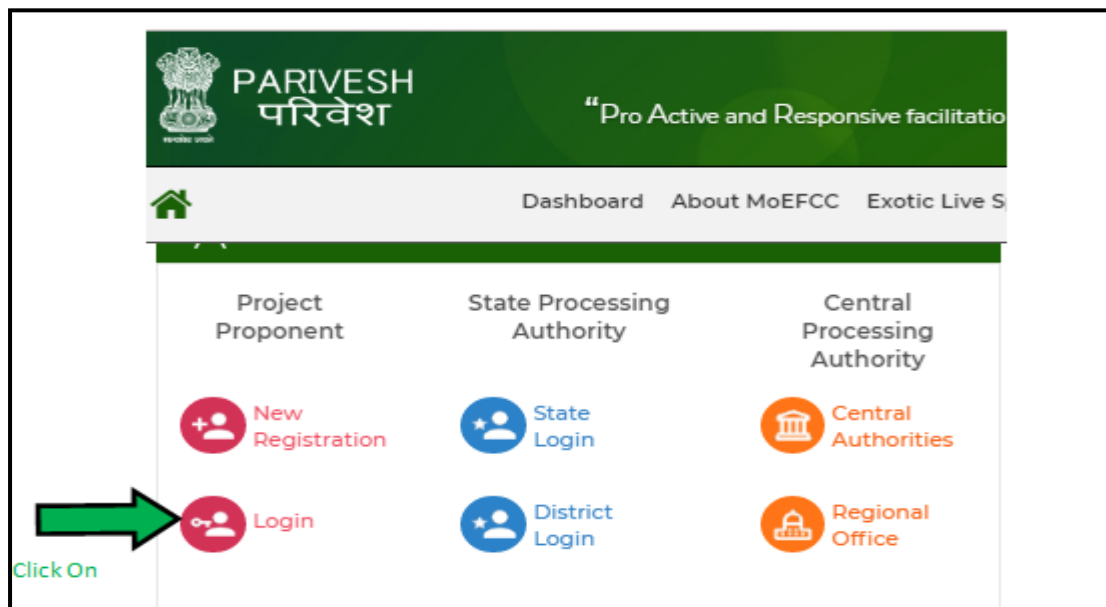 PARIVESH
परिवेश
“Pro Active and Responsive facilitatio
Dashboard About MoEFCC Exotic Live S
Project
Proponent
State Processing
Authority
Central
Processing
Authority
New
Registration
State
Login
Central
Authorities
Login
District
Login
Regional
Office
Click On